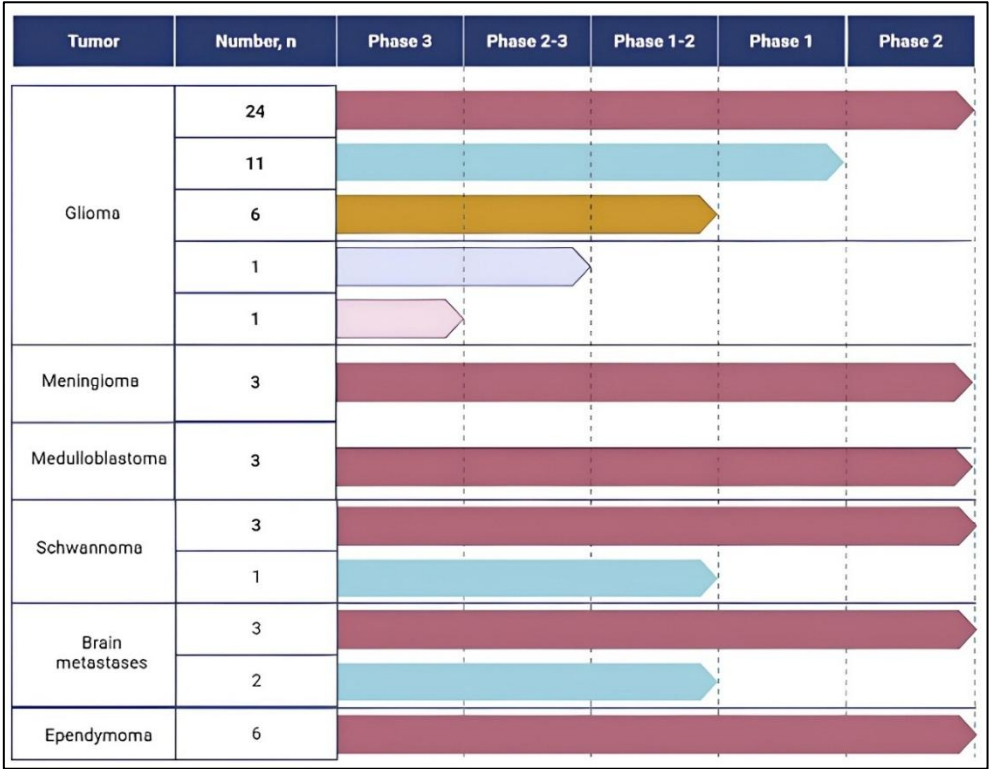 Tumor Number, n Phase 3 Phase 2-3 Phase 1-2 Phase 1 Phase 2
24
11
Glioma 6
1
1
Meningioma 3
Medulloblastoma 3
Schwannoma 3
1
Brain
metastases 3
2
Ependymoma 6